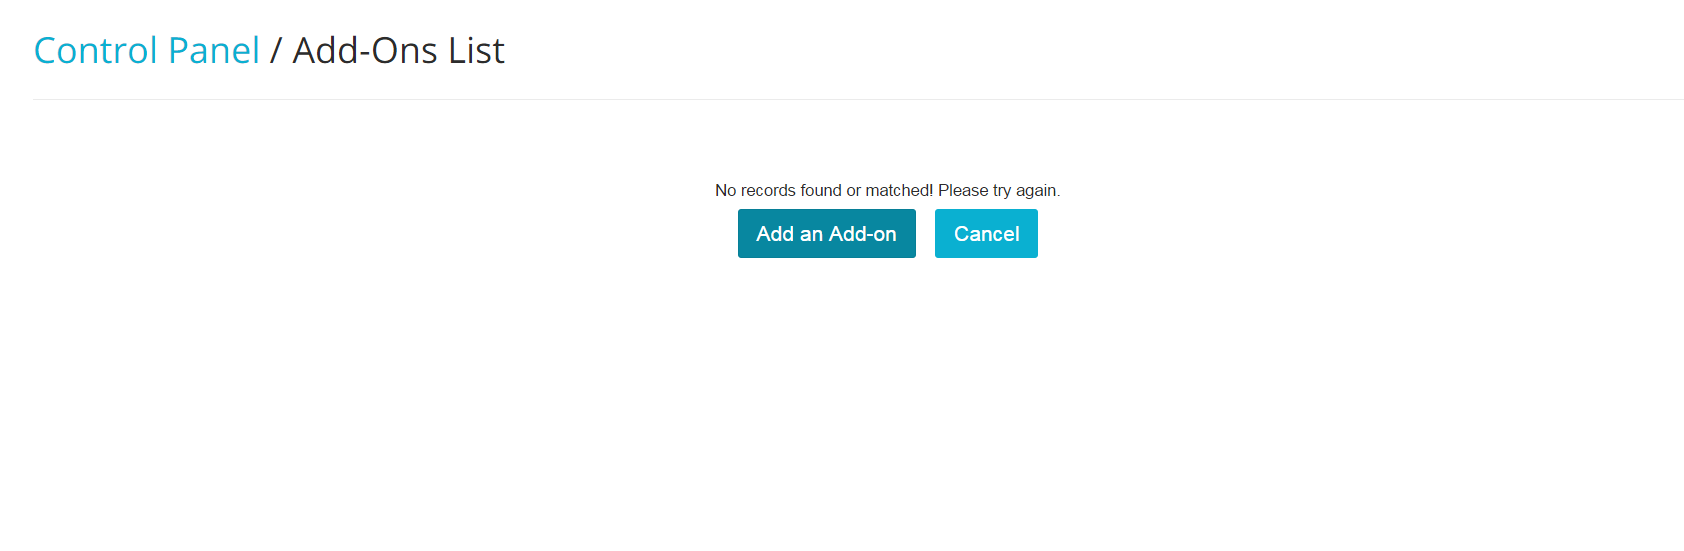 Control Panel / Add-Ons List
No records found or matched! Please try again.
Add an Add-on Cancel